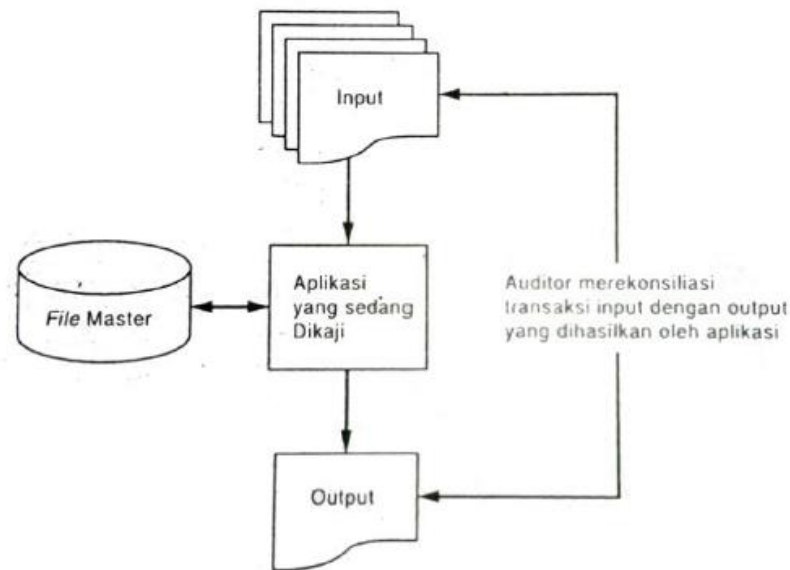 Input
Aplikasi
yang sedang
Dikaji
File Master
Auditor merekonsiliasi
transaksi input dengan output
yang dihasilkan oleh aplikasi
Output